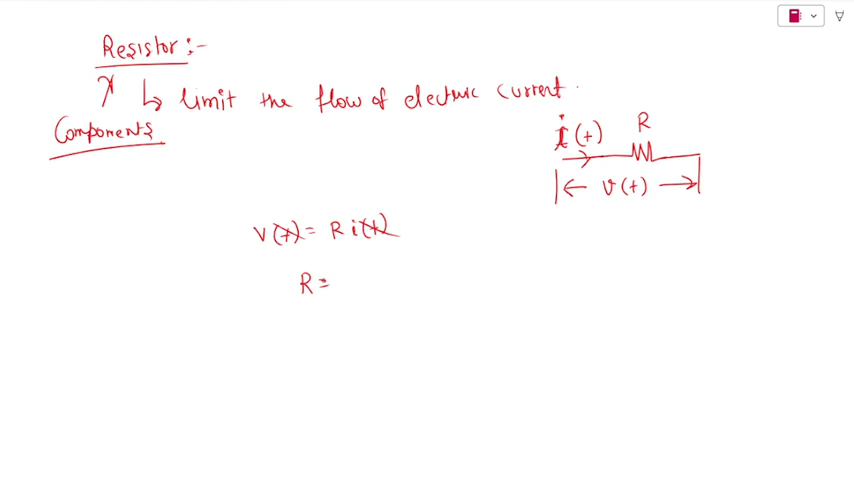 Resistor :-
↳ limit the flow of electric current.
Components
i(t) R
v(t)
v(t) = R i(t)
R =